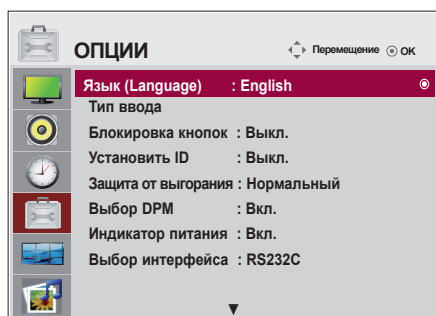 ОПЦИИ Перемещение OK
Язык (Language) : English
Тип ввода
Блокировка кнопок : Выкл.
Установить ID : Выкл.
Защита от выгорания : Нормальный
Выбор DPM : Вкл.
Индикатор питания : Вкл.
Выбор интерфейса : RS232C